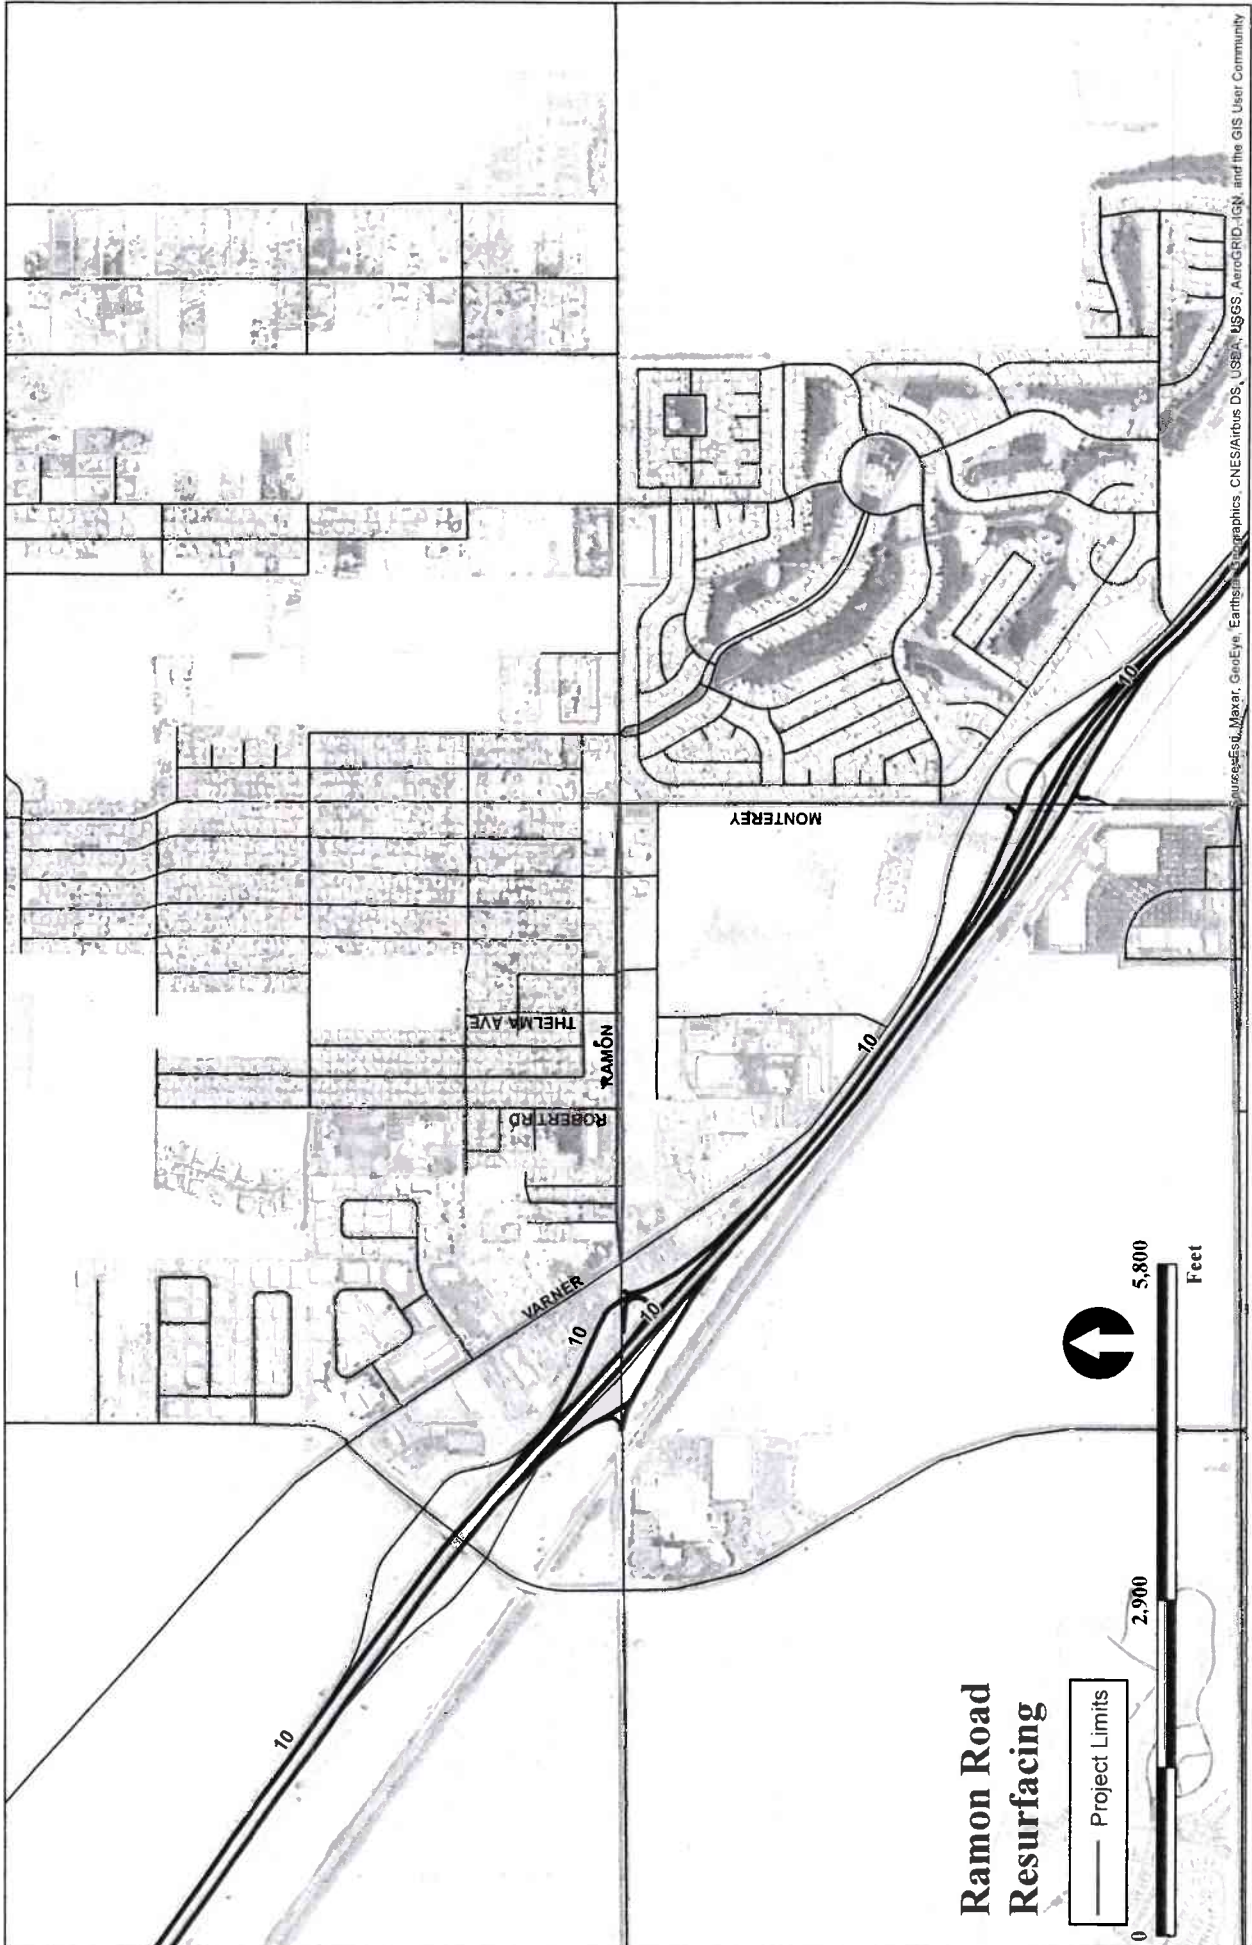 10
10
VARNER
10
ROBERT RD
RAMON
THELMA AVE
10
MONTEREY
10
Ramon Road
Resurfacing
Project Limits
0
2,900
5,800
Feet
Source: Esri, Maxar, GeoEye, Earthstar Geographics, CNES/Airbus DS, USDA, USGS, AeroGRID, IGN, and the GIS User Community